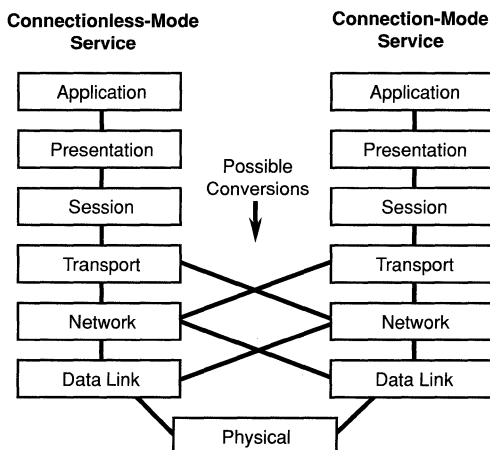 Connectionless-Mode
Service
Connection-Mode
Service
Application
Application
Presentation
Presentation
Possible
Conversions
Session
Session
Transport
Transport
Network
Network
Data Link
Data Link
Physical